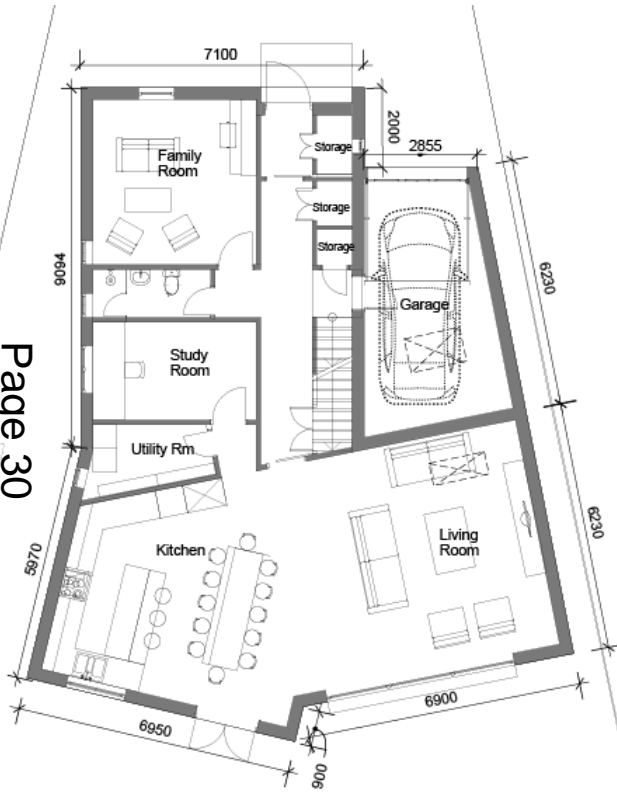 7100
2000
2855
Storage
Family
Room
Storage
Storage
9094
6230
Garage
Study
Room
Page 30
Utility Rm
6230
Living
Room
Kitchen
5970
6900
6950
900